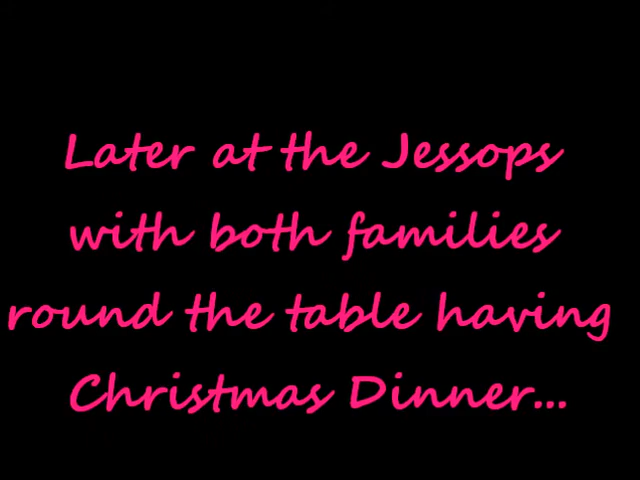 Later at the Jessops
with both families
round the table having
Christmas Dinner...